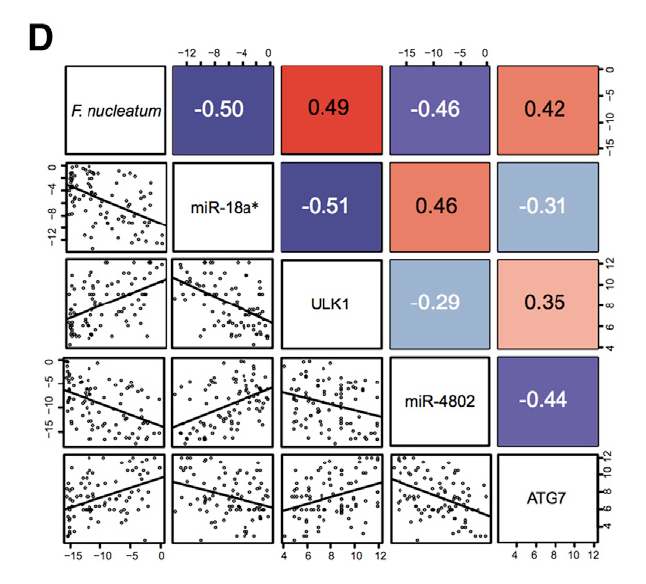 D
−12 −8 −4 0
−15 −10 −5 0
F. nucleatum
-0.50
0.49
-0.46
0.42
0 −5 −10 −15
0 −4 −8 −12
miR-18a*
-0.51
0.46
-0.31
ULK1
-0.29
0.35
12 10 8 6 4
0 −5 −10 −15
miR-4802
-0.44
ATG7
12 10 8 6 4
−15 −10 −5 0
4 6 8 10 12
4 6 8 10 12